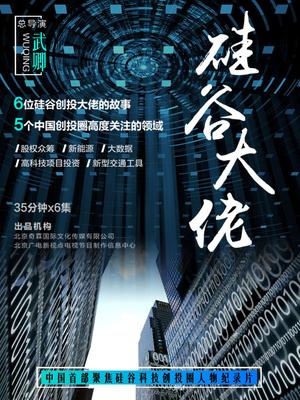 总导演
武卿
WUQING
硅谷大佬
6位硅谷创投大佬的故事
5个中国创投圈高度关注的领域
/股权众筹 /新能源 /大数据
/高科技项目投资 /新型交通工具
35分钟x6集
出品机构
北京奇霖国际文化传媒有限公司
北京广电新视点电视节目制作信息中心
中国首部聚焦硅谷科技创投圈人物纪录片